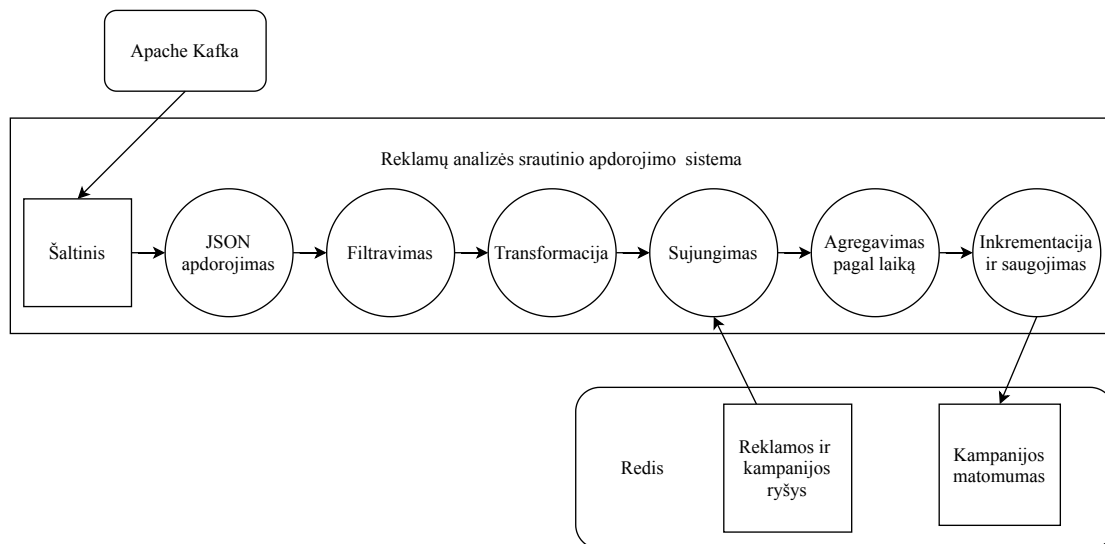 Apache Kafka
Reklamų analizės srautinio apdorojimo sistema
Šaltinis
JSON
apdorojimas
Filtravimas
Transformacija
Sujungimas
Agregavimas
pagal laiką
Inkrementacija
ir saugojimas
Redis
Reklamos ir
kampanijos
ryšys
Kampanijos
matomumas